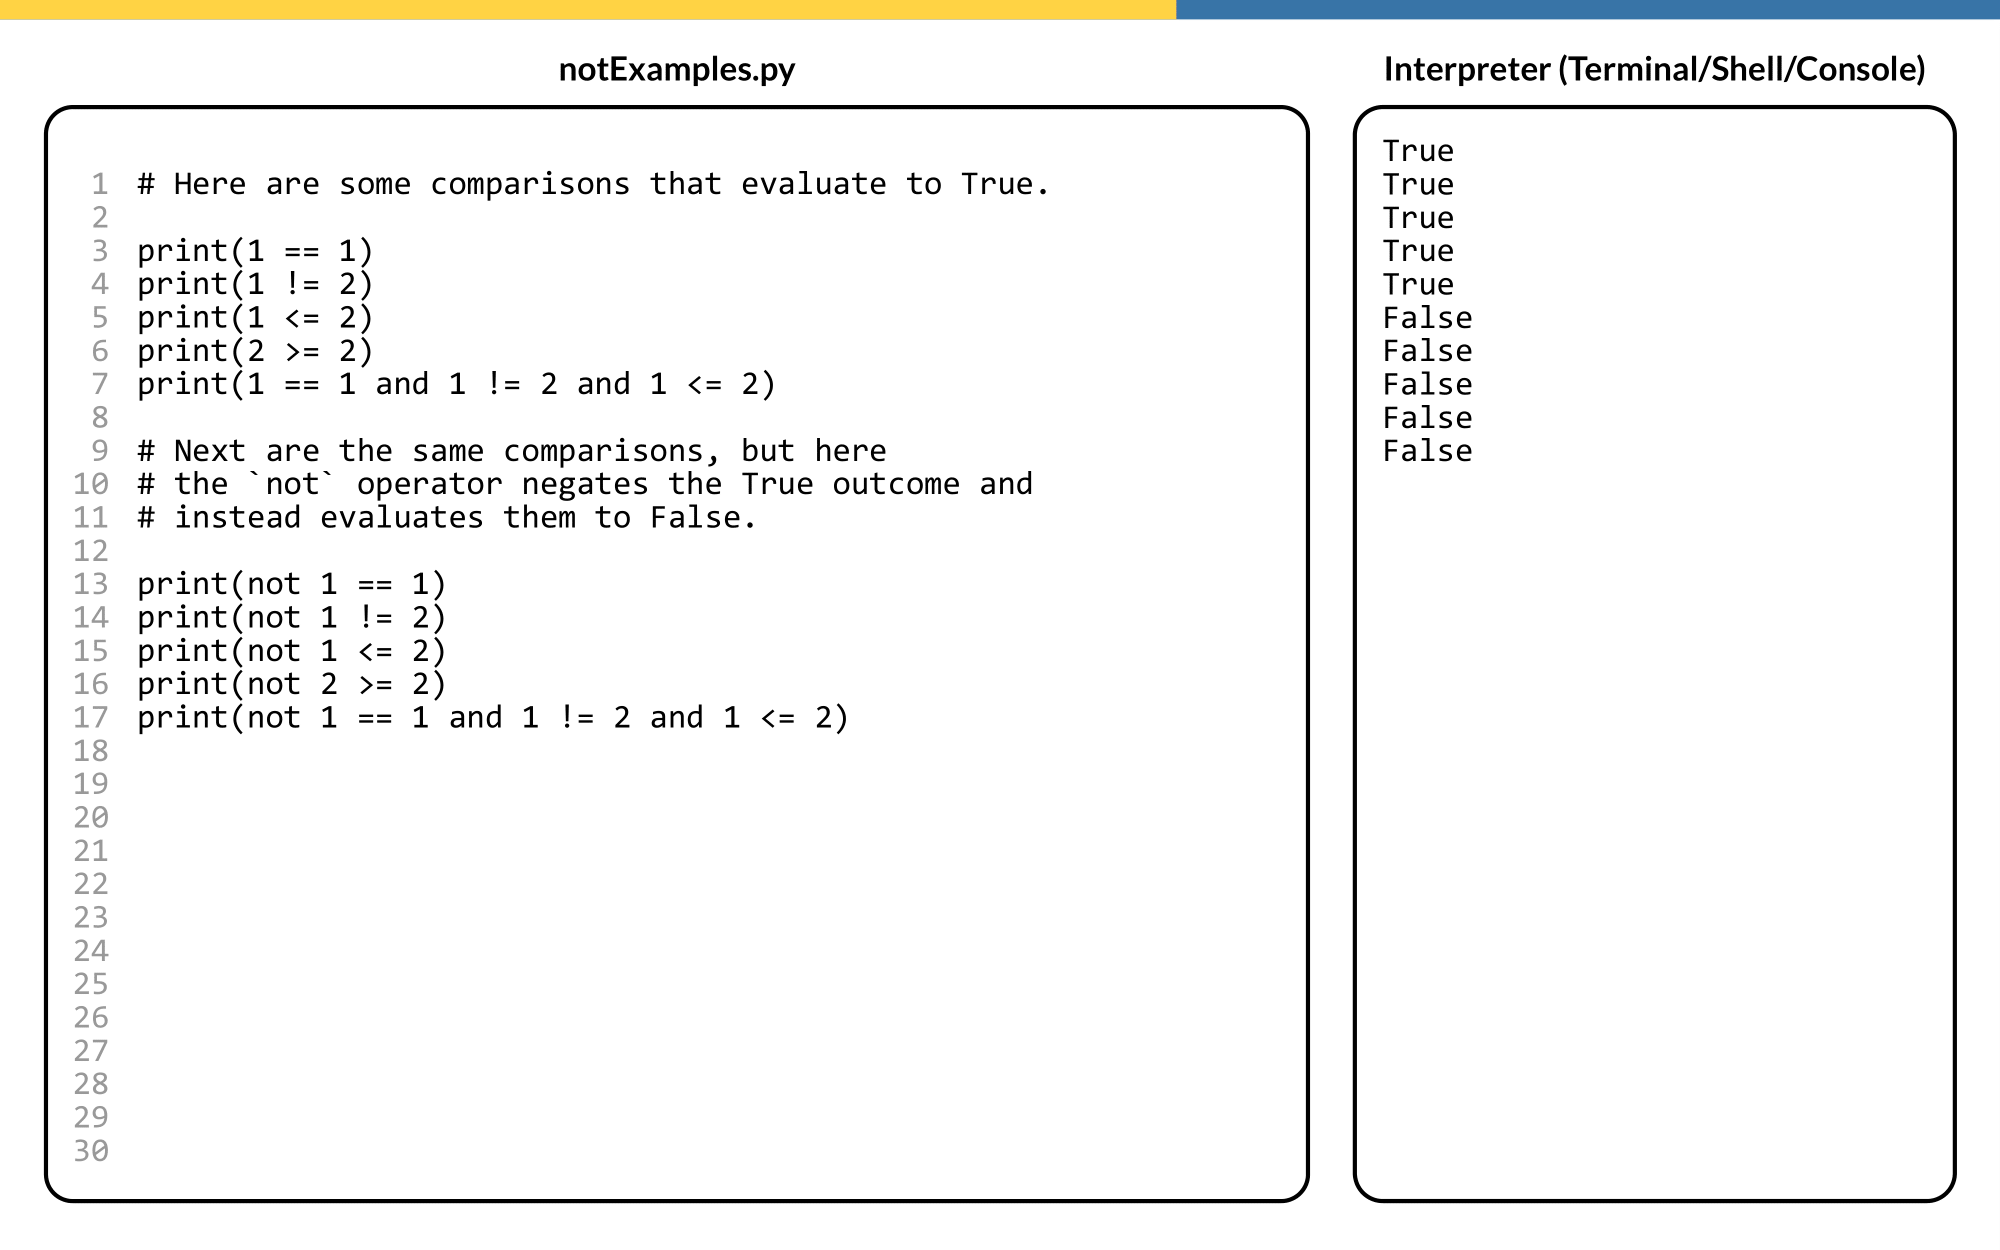 notExamples.py
1 # Here are some comparisons that evaluate to True.
2
3 print(1 == 1)
4 print(1 != 2)
5 print(1 <= 2)
6 print(2 >= 2)
7 print(1 == 1 and 1 != 2 and 1 <= 2)
8
9 # Next are the same comparisons, but here
10 # the `not` operator negates the True outcome and
11 # instead evaluates them to False.
12
13 print(not 1 == 1)
14 print(not 1 != 2)
15 print(not 1 <= 2)
16 print(not 2 >= 2)
17 print(not 1 == 1 and 1 != 2 and 1 <= 2)
18
19
20
21
22
23
24
25
26
27
28
29
30
Interpreter (Terminal/Shell/Console)
True
True
True
True
True
False
False
False
False
False